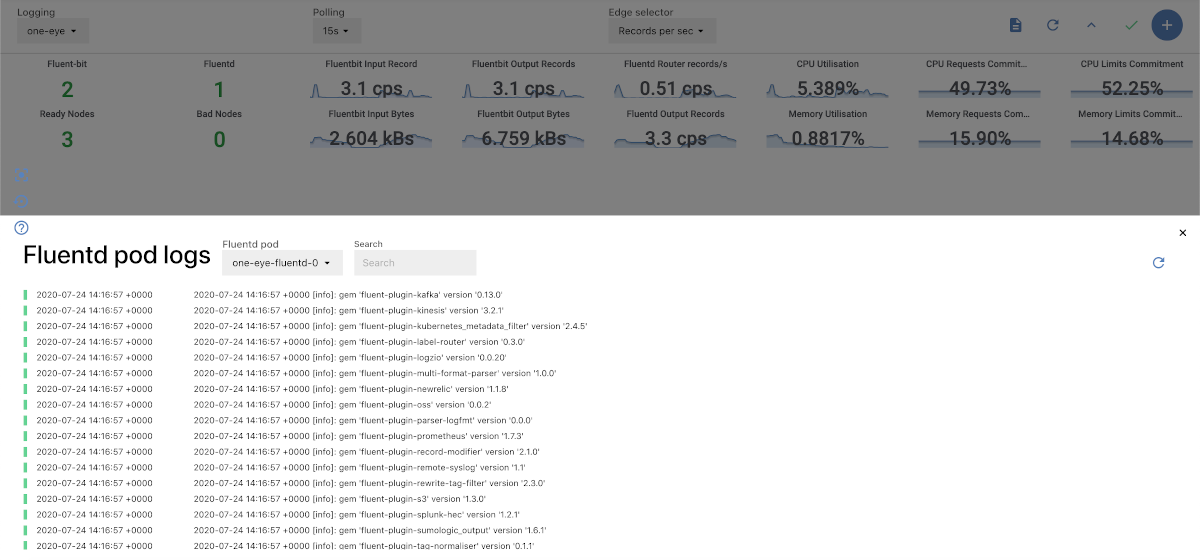 Logging Polling Edge selector
one-eye 15s Records per sec
Fluent-bit Fluentd Fluentbit Input Record Fluentbit Output Records Fluentd Router records/s CPU Utilisation CPU Requests Commit... CPU Limits Commitment
2 1 3.1 cps 3.1 cps 0.51 cps 5.389% 49.73% 52.25%
Ready Nodes Bad Nodes Fluentbit Input Bytes Fluentbit Output Bytes Fluentd Output Records Memory Utilisation Memory Requests Com... Memory Limits Commit...
3 0 2.604 kBs 6.759 kBs 3.3 cps 0.8817% 15.90% 14.68%
Fluentd pod logs Fluentd pod Search
one-eye-fluentd-0 Search
2020-07-24 14:16:57 +0000 2020-07-24 14:16:57 +0000 [info]: gem 'fluent-plugin-kafka' version '0.13.0'
2020-07-24 14:16:57 +0000 2020-07-24 14:16:57 +0000 [info]: gem 'fluent-plugin-kinesis' version '3.2.1'
2020-07-24 14:16:57 +0000 2020-07-24 14:16:57 +0000 [info]: gem 'fluent-plugin-kubernetes_metadata_filter' version '2.4.5'
2020-07-24 14:16:57 +0000 2020-07-24 14:16:57 +0000 [info]: gem 'fluent-plugin-label-router' version '0.3.0'
2020-07-24 14:16:57 +0000 2020-07-24 14:16:57 +0000 [info]: gem 'fluent-plugin-logzio' version '0.0.20'
2020-07-24 14:16:57 +0000 2020-07-24 14:16:57 +0000 [info]: gem 'fluent-plugin-multi-format-parser' version '1.0.0'
2020-07-24 14:16:57 +0000 2020-07-24 14:16:57 +0000 [info]: gem 'fluent-plugin-newrelic' version '1.1.8'
2020-07-24 14:16:57 +0000 2020-07-24 14:16:57 +0000 [info]: gem 'fluent-plugin-oss' version '0.0.2'
2020-07-24 14:16:57 +0000 2020-07-24 14:16:57 +0000 [info]: gem 'fluent-plugin-parser-logfmt' version '0.0.0'
2020-07-24 14:16:57 +0000 2020-07-24 14:16:57 +0000 [info]: gem 'fluent-plugin-prometheus' version '1.7.3'
2020-07-24 14:16:57 +0000 2020-07-24 14:16:57 +0000 [info]: gem 'fluent-plugin-record-modifier' version '2.1.0'
2020-07-24 14:16:57 +0000 2020-07-24 14:16:57 +0000 [info]: gem 'fluent-plugin-remote-syslog' version '1.1'
2020-07-24 14:16:57 +0000 2020-07-24 14:16:57 +0000 [info]: gem 'fluent-plugin-rewrite-tag-filter' version '2.3.0'
2020-07-24 14:16:57 +0000 2020-07-24 14:16:57 +0000 [info]: gem 'fluent-plugin-s3' version '1.3.0'
2020-07-24 14:16:57 +0000 2020-07-24 14:16:57 +0000 [info]: gem 'fluent-plugin-splunk-hec' version '1.2.1'
2020-07-24 14:16:57 +0000 2020-07-24 14:16:57 +0000 [info]: gem 'fluent-plugin-sumologic_output' version '1.6.1'
2020-07-24 14:16:57 +0000 2020-07-24 14:16:57 +0000 [info]: gem 'fluent-plugin-tag-normaliser' version '0.1.1'